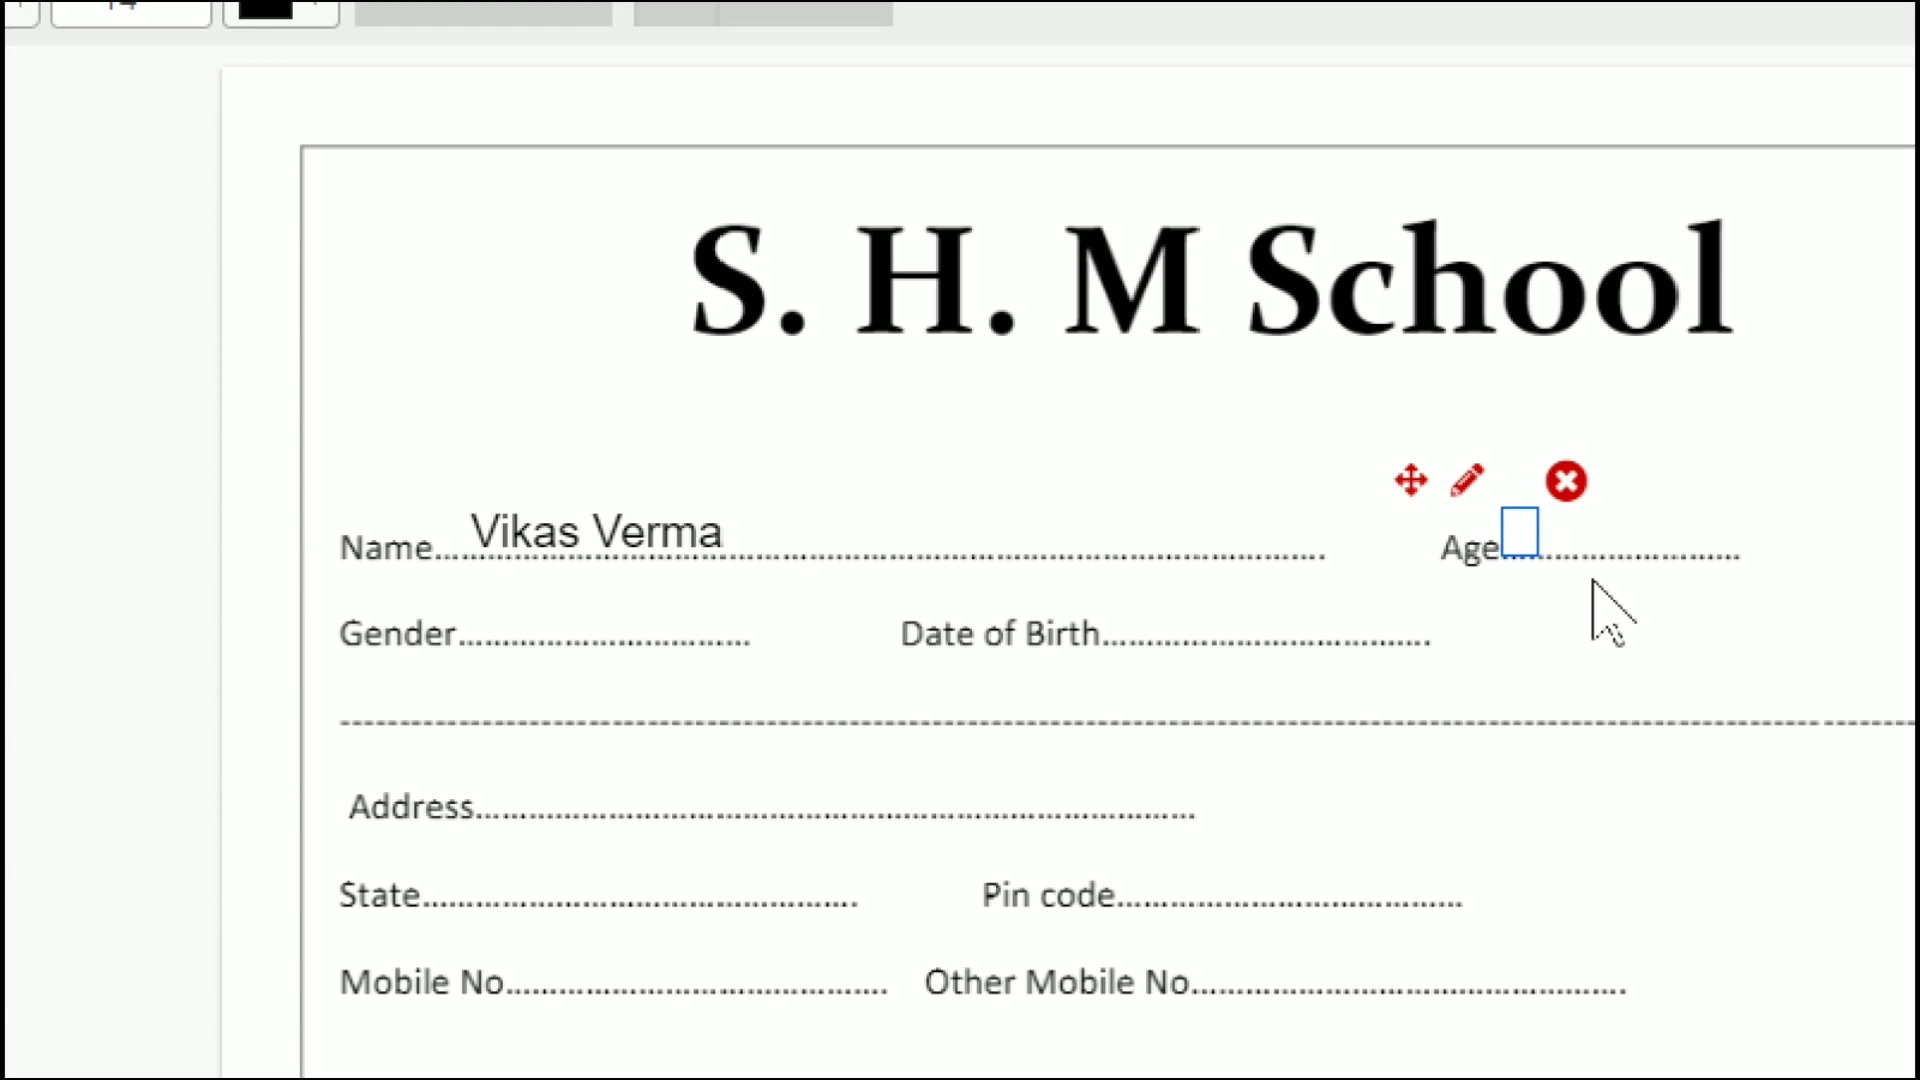 S. H. M School
Name....Vikas Verma.................................................. Age..........................
Gender................................. Date of Birth.....................................
--------------------------------------------------------------------------------
Address................................................................................
State................................................. Pin code.......................................
Mobile No........................................... Other Mobile No.................................................